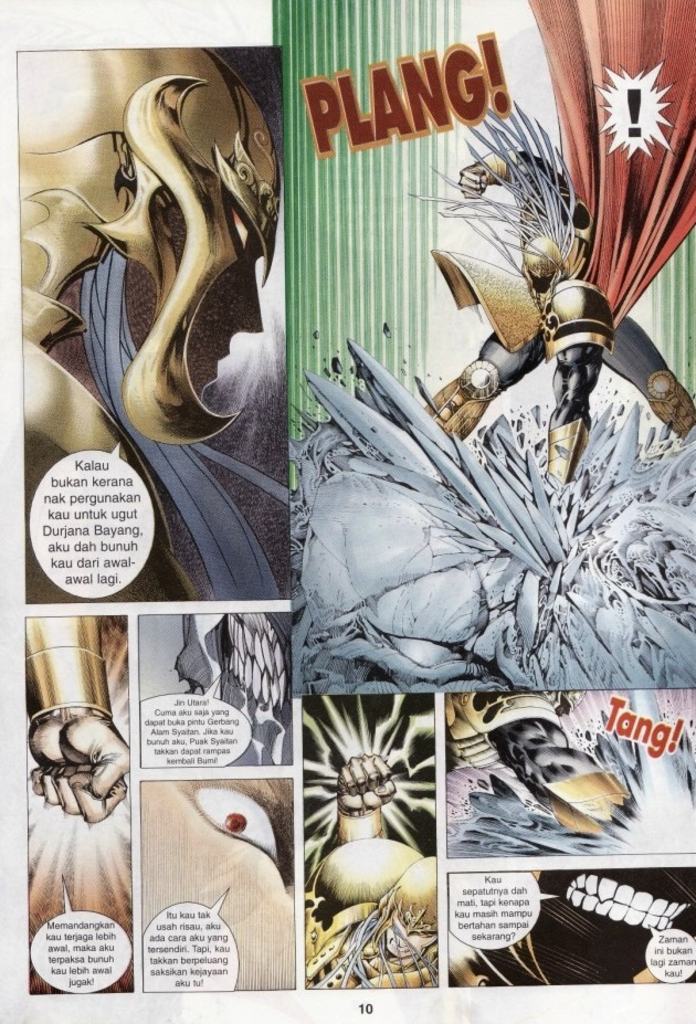 PLANG!
!
Kalau
bukan kerana
nak pergunakan
kau untuk ugut
Durjana Bayang,
aku dah bunuh
kau dari awal-
awal lagi.
Memandangkan
kau terjaga lebih
awal, maka aku
terpaksa bunuh
kau lebih awal
jugak!
Jin Utara!
Cuma aku saja yang
dapat buka pintu Gerbang
Alam Syaitan. Jika kau
bunuh aku, Puak Syaitan
takkan dapat rampas
kembali Bumi!
Itu kau tak
usah risau,
aku ada cara aku yang
tersendiri. Tapi, kau
takkan berpeluang
saksikan kejayaan
aku tu!
Tang!
Kau
sepatutnya dah
mati, tapi kenapa
kau masih mampu
bertahan sampai
sekarang?
Zaman
ini bukan
lagi zaman
kau!
10